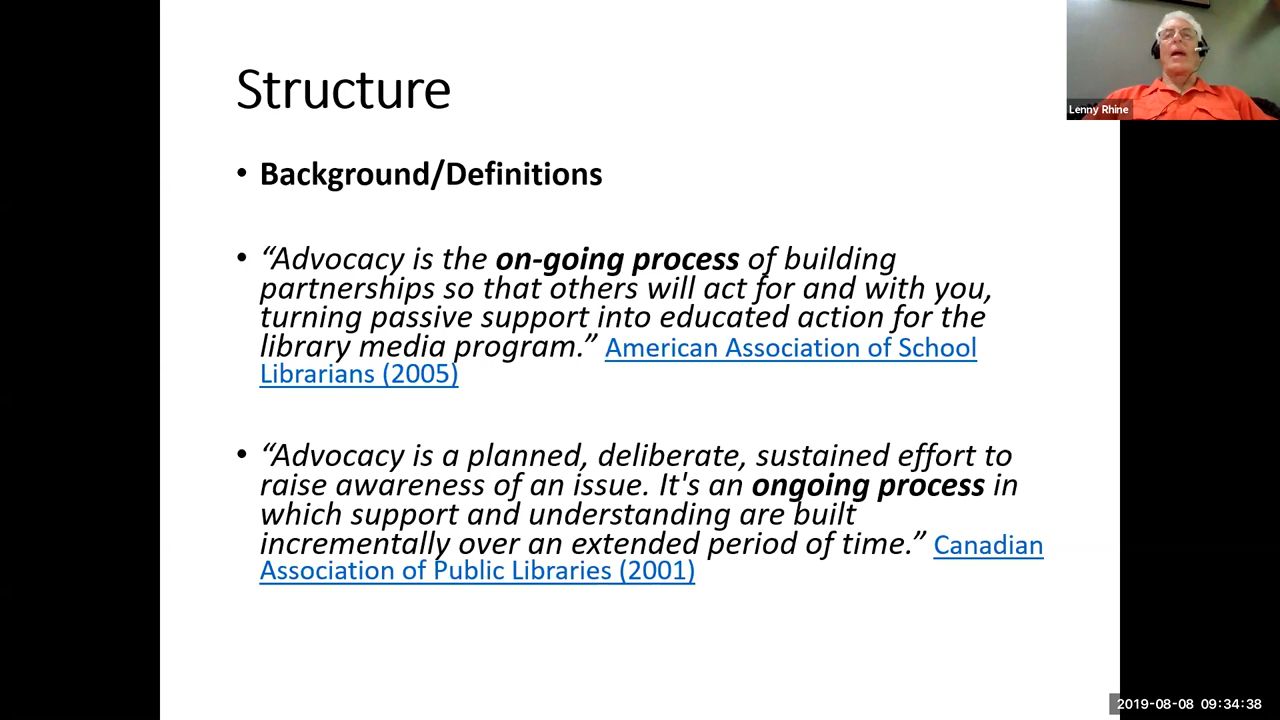 Structure
Lenny Rhine
• Background/Definitions
• “Advocacy is the on-going process of building
partnerships so that others will act for and with you,
turning passive support into educated action for the
library media program.” American Association of School
Librarians (2005)
• “Advocacy is a planned, deliberate, sustained effort to
raise awareness of an issue. It's an ongoing process in
which support and understanding are built
incrementally over an extended period of time.” Canadian
Association of Public Libraries (2001)
2019-08-08 09:34:38